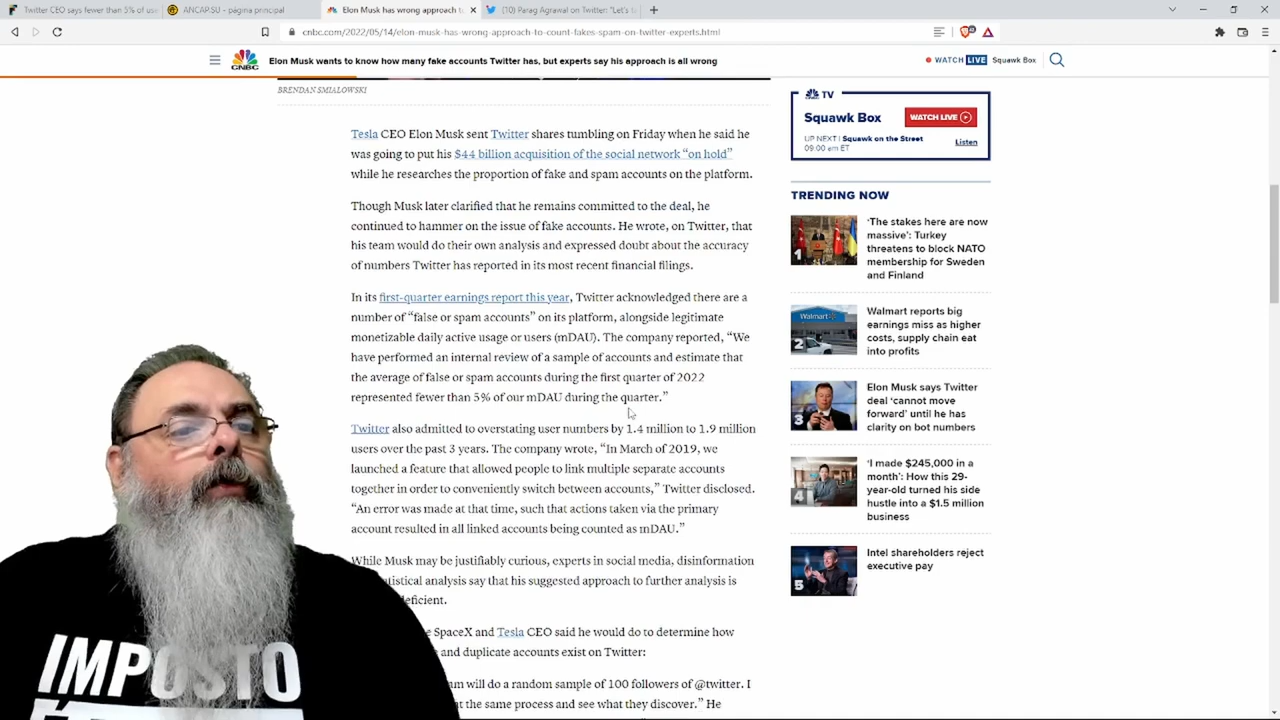 Twitter CEO says fewer than 5% of us
ANCAP.SU - página principal
Elon Musk has wrong approach t
(10) Parag Agrawal on Twitter: "Let's t
cnbc.com/2022/05/14/elon-musk-has-wrong-approach-to-count-fakes-spam-on-twitter-experts.html
CNBC
Elon Musk wants to know how many fake accounts Twitter has, but experts say his approach is all wrong
WATCH LIVE Squawk Box
BRENDAN SMIALOWSKI
Tesla CEO Elon Musk sent Twitter shares tumbling on Friday when he said he
was going to put his $44 billion acquisition of the social network “on hold”
while he researches the proportion of fake and spam accounts on the platform.
Though Musk later clarified that he remains committed to the deal, he
continued to hammer on the issue of fake accounts. He wrote, on Twitter, that
his team would do their own analysis and expressed doubt about the accuracy
of numbers Twitter has reported in its most recent financial filings.
In its first-quarter earnings report this year, Twitter acknowledged there are a
number of “false or spam accounts” on its platform, alongside legitimate
monetizable daily active usage or users (mDAU). The company reported, “We
have performed an internal review of a sample of accounts and estimate that
the average of false or spam accounts during the first quarter of 2022
represented fewer than 5% of our mDAU during the quarter.”
Twitter also admitted to overstating user numbers by 1.4 million to 1.9 million
users over the past 3 years. The company wrote, “In March of 2019, we
launched a feature that allowed people to link multiple separate accounts
together in order to conveniently switch between accounts,” Twitter disclosed.
“An error was made at that time, such that actions taken via the primary
account resulted in all linked accounts being counted as mDAU.”
While Musk may be justifiably curious, experts in social media, disinformation
tistical analysis say that his suggested approach to further analysis is
deficient.
e SpaceX and Tesla CEO said he would do to determine how
and duplicate accounts exist on Twitter:
am will do a random sample of 100 followers of @twitter. I
t the same process and see what they discover.” He
TV
Squawk Box
WATCH LIVE
UP NEXT | Squawk on the Street
09:00 am ET
Listen
TRENDING NOW
1
‘The stakes here are now
massive’: Turkey
threatens to block NATO
membership for Sweden
and Finland
Walmart
2
Walmart reports big
earnings miss as higher
costs, supply chain eat
into profits
3
Elon Musk says Twitter
deal ‘cannot move
forward’ until he has
clarity on bot numbers
4
‘I made $245,000 in a
month’: How this 29-
year-old turned his side
hustle into a $1.5 million
business
5
Intel shareholders reject
executive pay
IMPOSTO